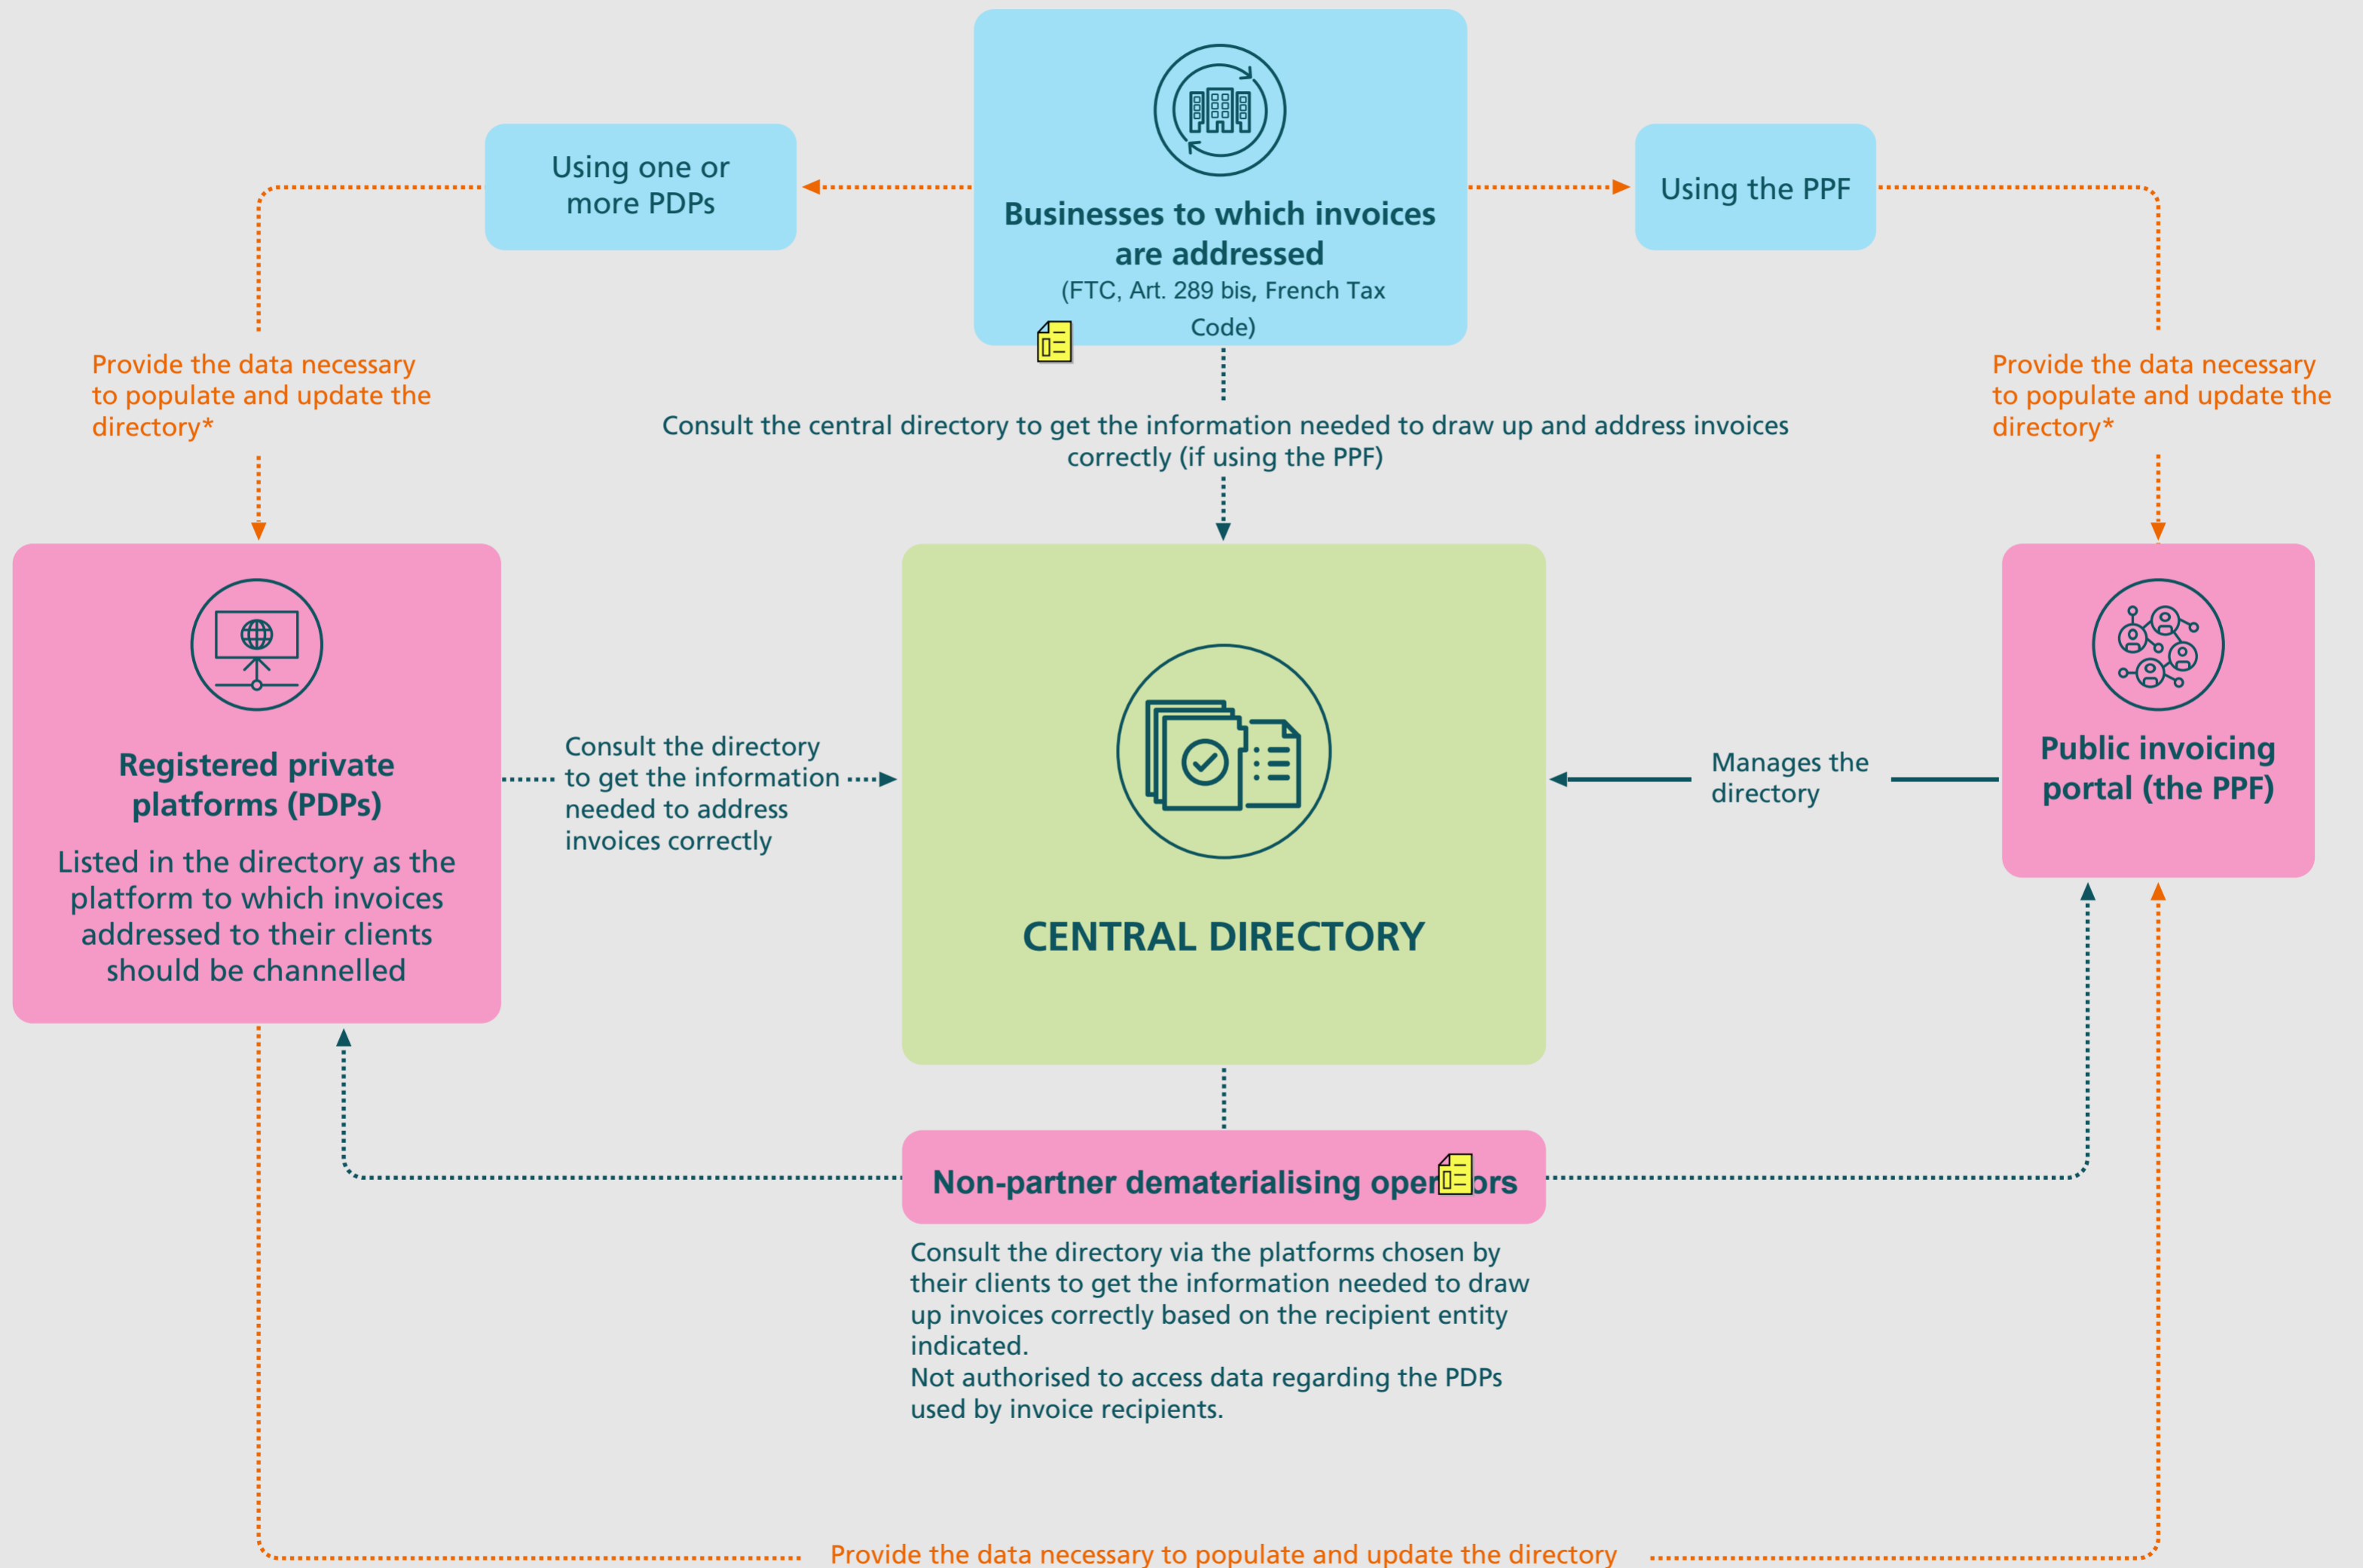 Businesses to which invoices
are addressed
(FTC, Art. 289 bis, French Tax
Code)
Using one or
more PDPs
Using the PPF
Provide the data necessary
to populate and update the
directory*
Consult the central directory to get the information needed to draw up and address invoices
correctly (if using the PPF)
Provide the data necessary
to populate and update the
directory*
Registered private
platforms (PDPs)
Listed in the directory as the
platform to which invoices
addressed to their clients
should be channelled
Consult the directory
to get the information
needed to address
invoices correctly
CENTRAL DIRECTORY
Manages the
directory
Public invoicing
portal (the PPF)
Non-partner dematerialising
Consult the directory via the platforms chosen by
their clients to get the information needed to draw
up invoices correctly based on the recipient entity
indicated.
Not authorised to access data regarding the PDPs
used by invoice recipients.
Provide the data necessary to populate and update the directory